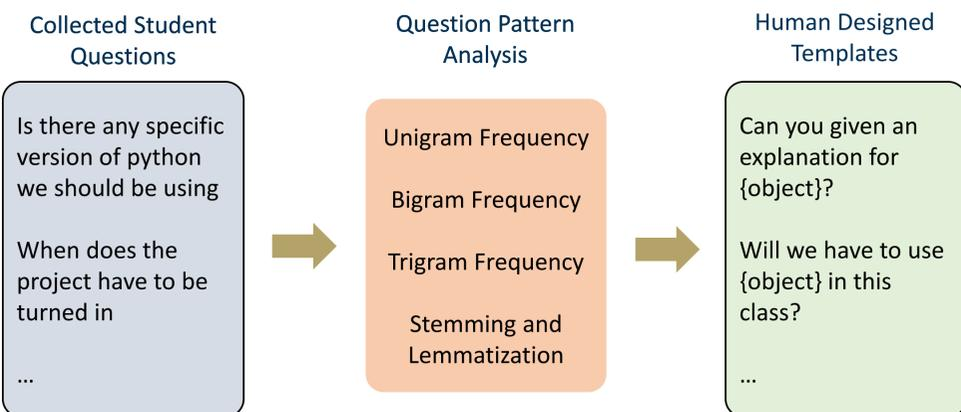 Collected Student
Questions
Is there any specific
version of python
we should be using
When does the
project have to be
turned in
...
Question Pattern
Analysis
Unigram Frequency
Bigram Frequency
Trigram Frequency
Stemming and
Lemmatization
Human Designed
Templates
Can you given an
explanation for
{object}?
Will we have to use
{object} in this
class?
...